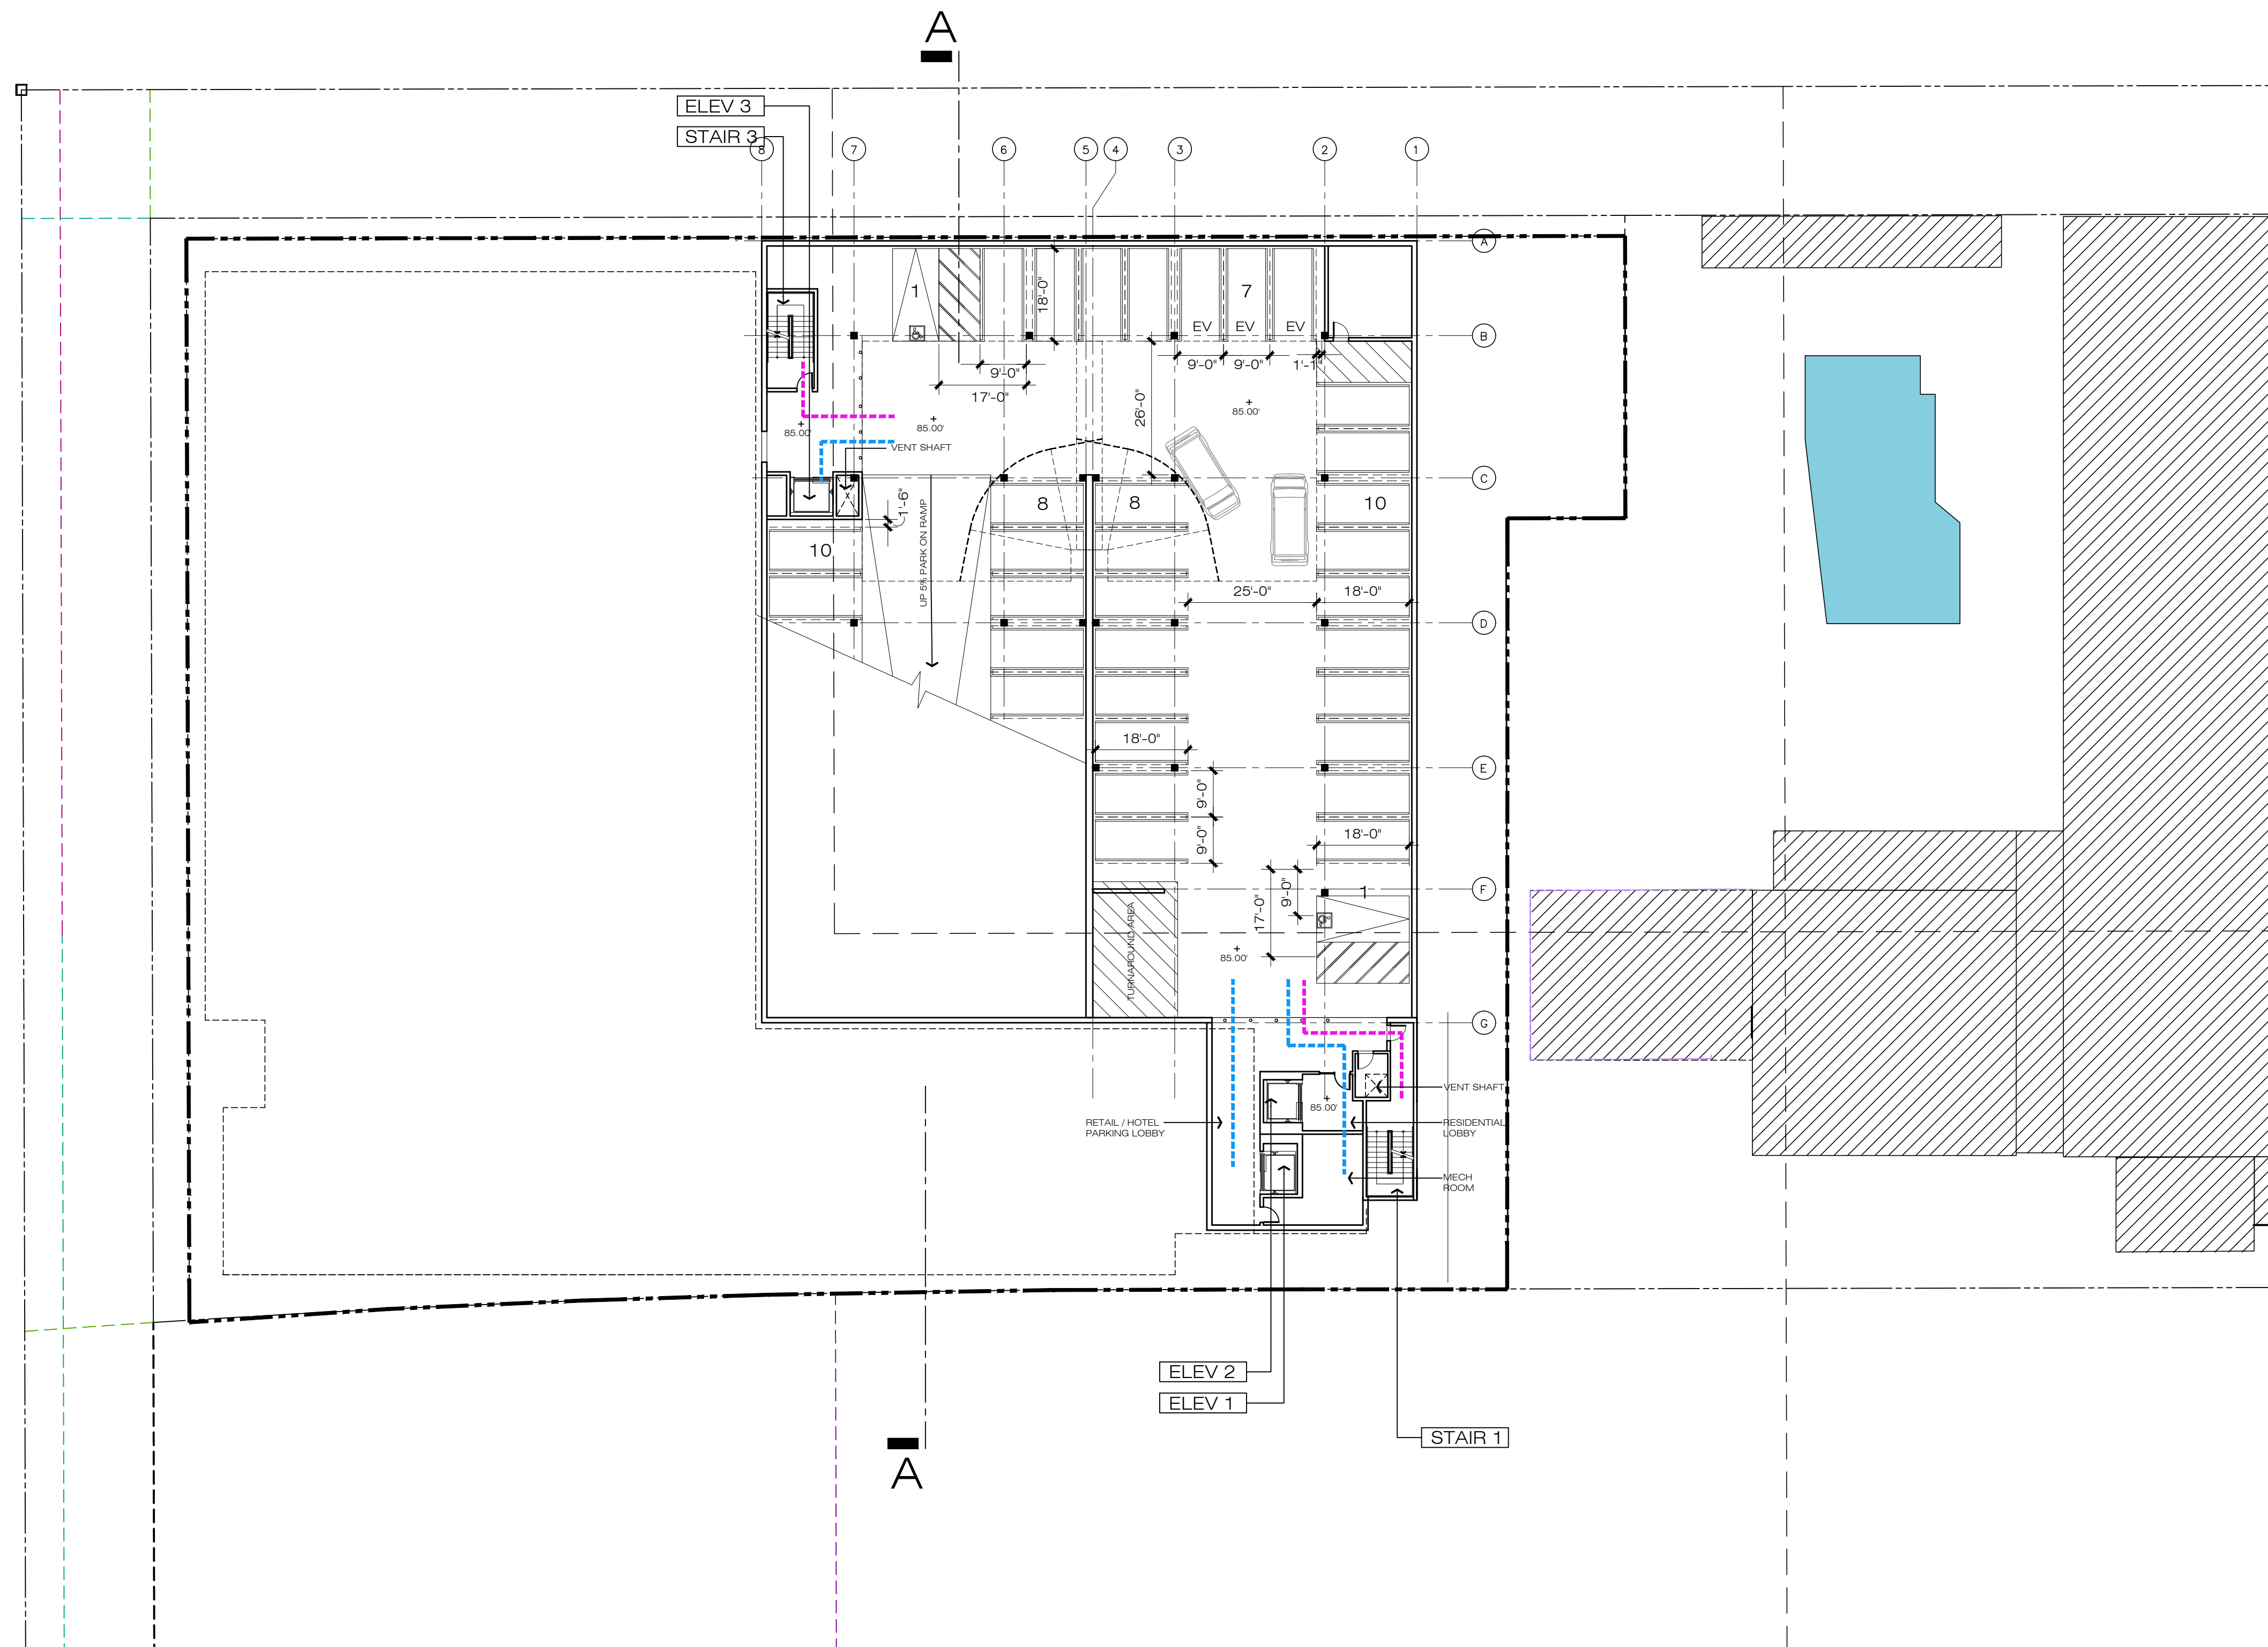 A
ELEV 3
STAIR 3
8
7
6
5
4
3
2
1
A
1
18'-0"
7
EV
EV
EV
B
9'-0"
17'-0"
9'-0"
9'-0"
1'-1"
26'-0"
85.00'
85.00'
85.00'
VENT SHAFT
C
1'-6"
8
8
10
10
UP 5% PARK ON RAMP
25'-0"
18'-0"
D
18'-0"
E
9'-0"
9'-0"
18'-0"
F
1
9'-0"
17'-0"
TURNAROUND AREA
85.00'
G
VENT SHAFT
85.00'
RETAIL / HOTEL
PARKING LOBBY
RESIDENTIAL
LOBBY
MECH
ROOM
ELEV 2
ELEV 1
STAIR 1
A